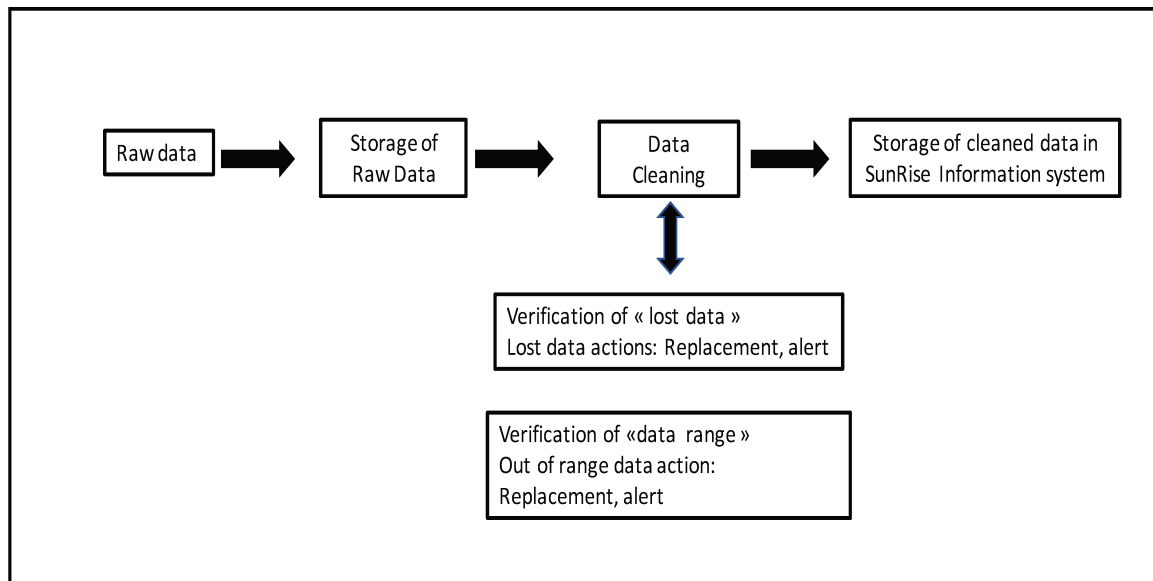 Raw data
Storage of
Raw Data
Data
Cleaning
Storage of cleaned data in
SunRise Information system
Verification of « lost data »
Lost data actions: Replacement, alert
Verification of «data range »
Out of range data action:
Replacement, alert